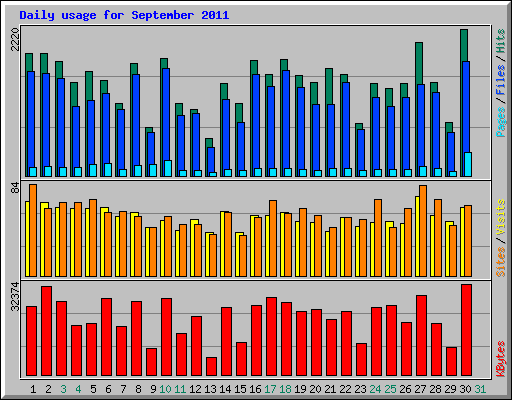 Daily usage for September 2011
2220
Pages / Files / Hits
84
Sites / Visits
32374
KBytes
1 2 3 4 5 6 7 8 9 10 11 12 13 14 15 16 17 18 19 20 21 22 23 24 25 26 27 28 29 30 31